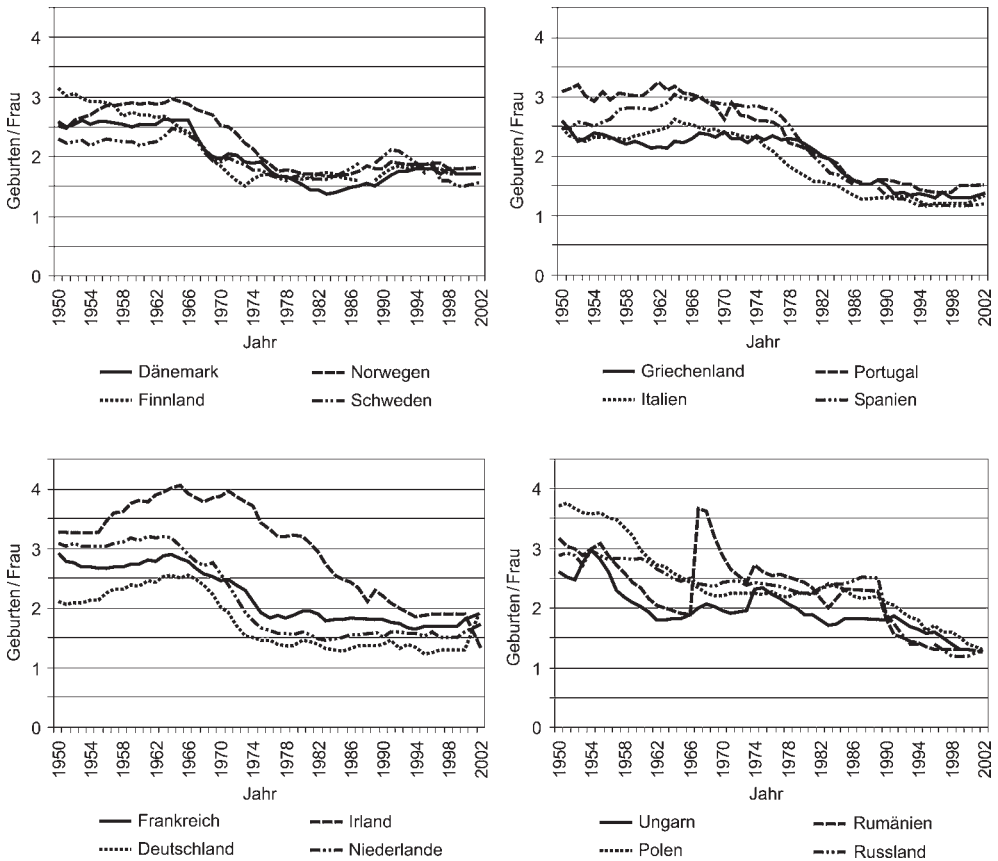 4
3
2
1
0
Geburten / Frau
1950 1954 1958 1962 1966 1970 1974 1978 1982 1986 1990 1994 1998 2002
Jahr
Dänemark Norwegen
Finnland Schweden
4
3
2
1
0
Geburten / Frau
1950 1954 1958 1962 1966 1970 1974 1978 1982 1986 1990 1994 1998 2002
Jahr
Griechenland Portugal
Italien Spanien
4
3
2
1
0
Geburten / Frau
1950 1954 1958 1962 1966 1970 1974 1978 1982 1986 1990 1994 1998 2002
Jahr
Frankreich Irland
Deutschland Niederlande
4
3
2
1
0
Geburten / Frau
1950 1954 1958 1962 1966 1970 1974 1978 1982 1986 1990 1994 1998 2002
Jahr
Ungarn Rumänien
Polen Russland